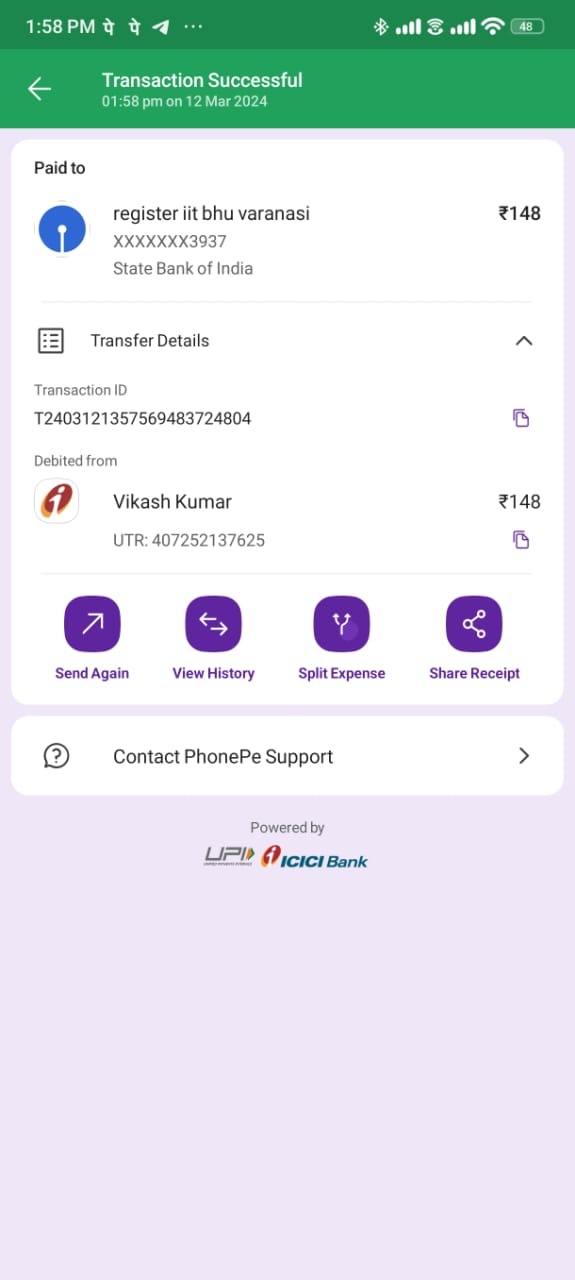 1:58 PM पे पे ...
48
Transaction Successful
01:58 pm on 12 Mar 2024
Paid to
register iit bhu varanasi
₹148
XXXXXXX3937
State Bank of India
Transfer Details
Transaction ID
T2403121357569483724804
Debited from
Vikash Kumar
₹148
UTR: 407252137625
Send Again
View History
Split Expense
Share Receipt
Contact PhonePe Support
Powered by
UPI ICICI Bank